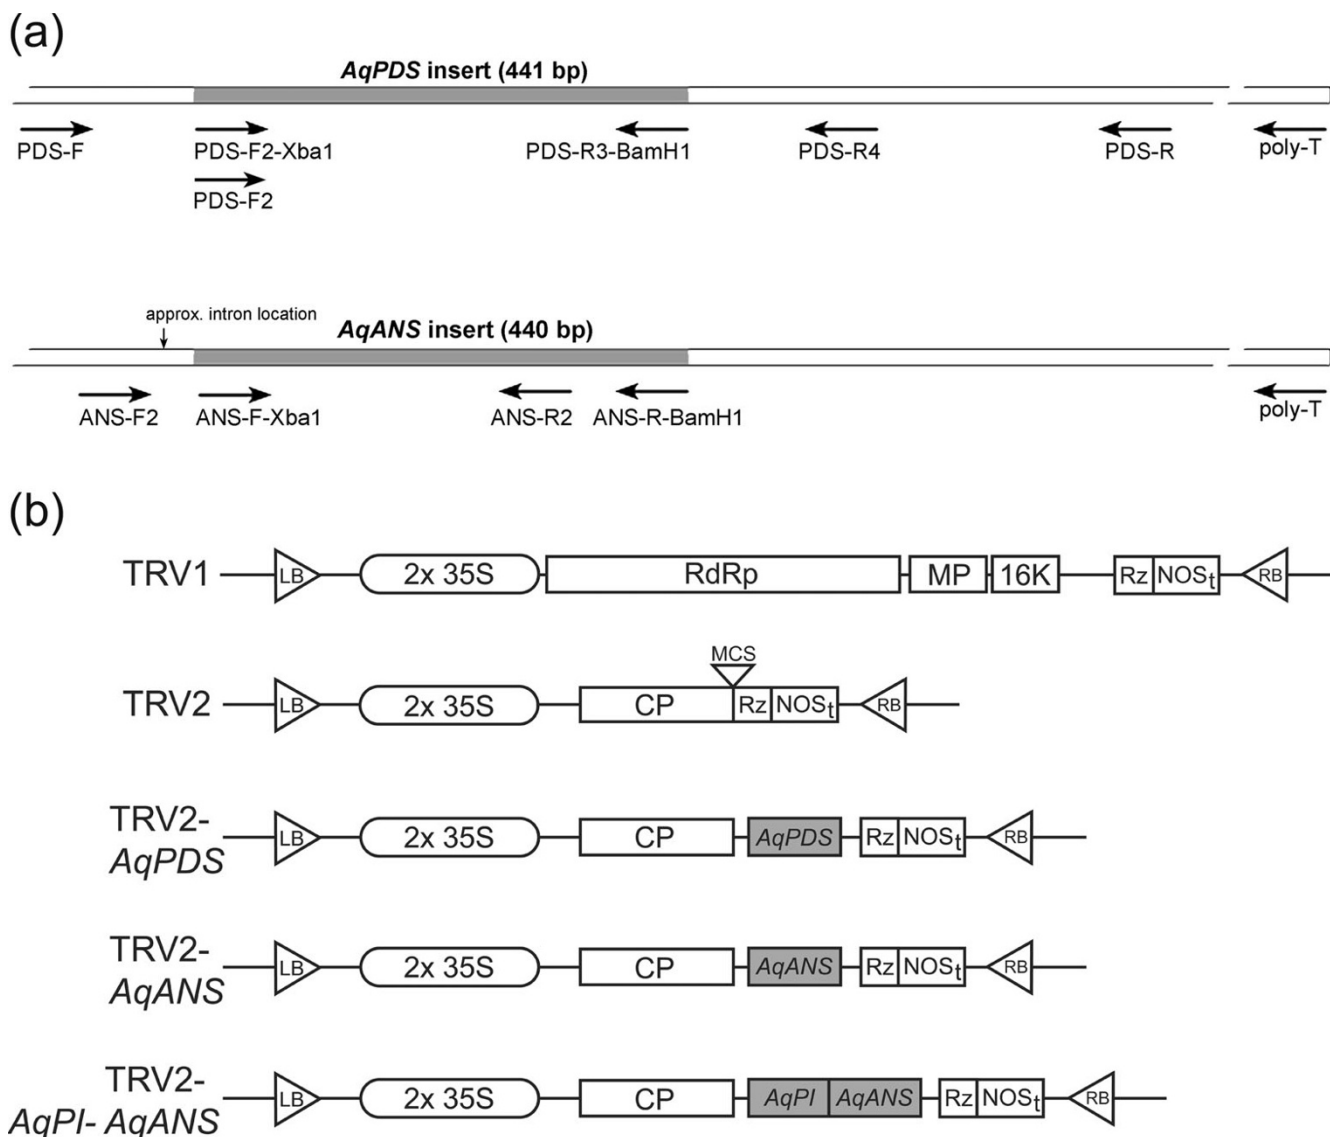 (a)
AqPDS insert (441 bp)
PDS-F PDS-F2-Xba1 PDS-R3-BamH1 PDS-R4 PDS-R poly-T
PDS-F2
approx. intron location
AqANS insert (440 bp)
ANS-F2 ANS-F-Xba1 ANS-R2 ANS-R-BamH1 poly-T
(b)
TRV1 LB 2x 35S RdRp MP 16K Rz NOSt RB
MCS
TRV2 LB 2x 35S CP Rz NOSt RB
TRV2-
AqPDS LB 2x 35S CP AqPDS Rz NOSt RB
TRV2-
AqANS LB 2x 35S CP AqANS Rz NOSt RB
TRV2-
AqPI- AqANS LB 2x 35S CP AqPI AqANS Rz NOSt RB